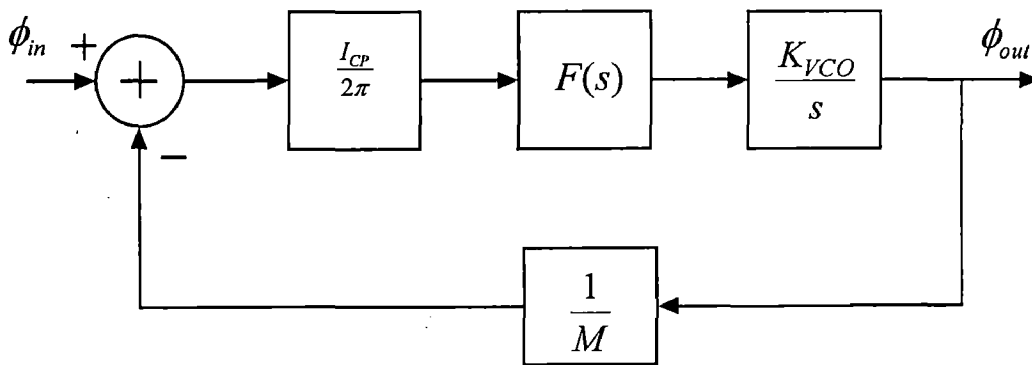 ϕin
+
+
−
I_CP/2π
F(s)
K_VCO/s
ϕout
1/M